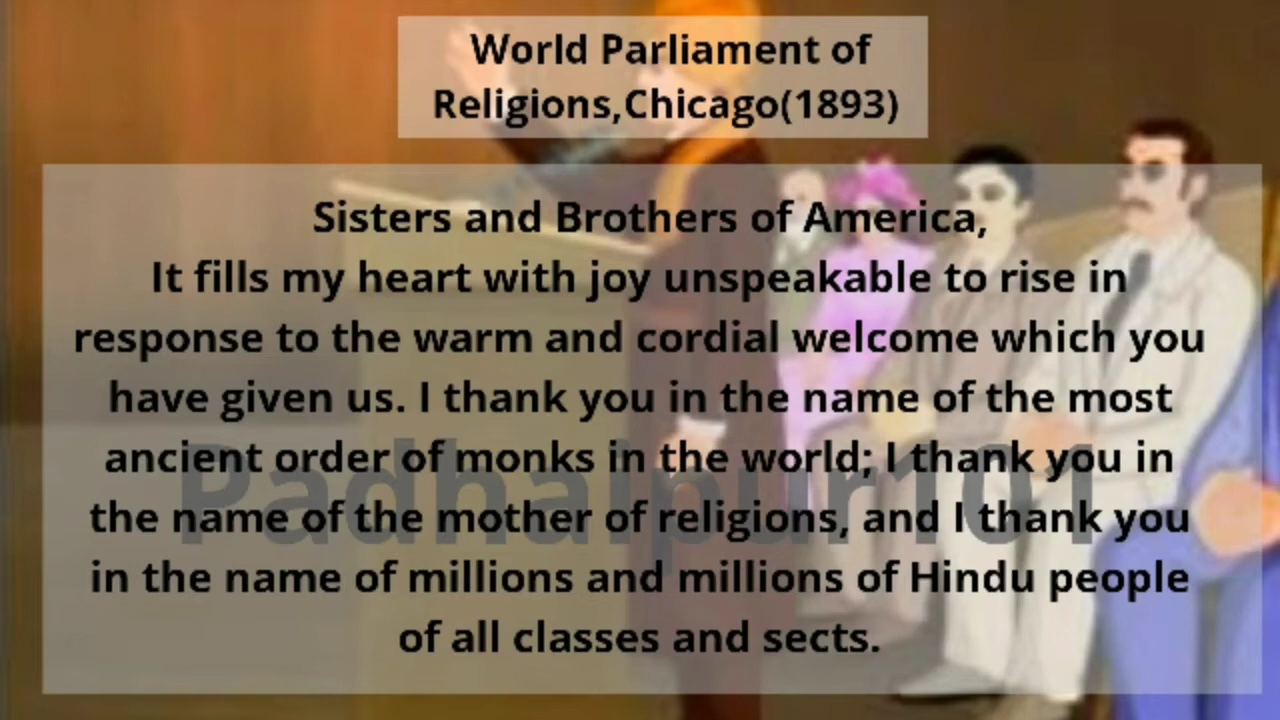 World Parliament of
Religions,Chicago(1893)
Sisters and Brothers of America,
It fills my heart with joy unspeakable to rise in
response to the warm and cordial welcome which you
have given us. I thank you in the name of the most
ancient order of monks in the world; I thank you in
the name of the mother of religions, and I thank you
in the name of millions and millions of Hindu people
of all classes and sects.
Padhaipur101